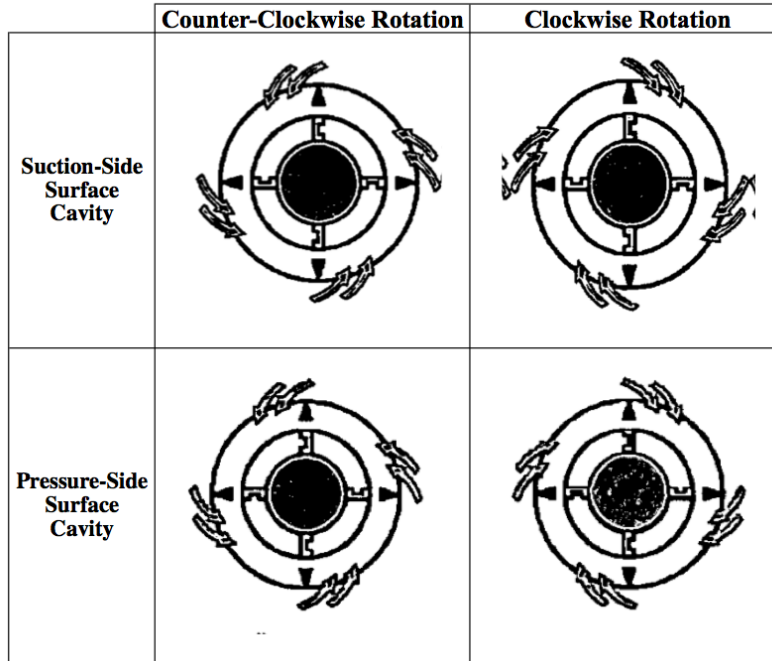 Counter-Clockwise Rotation
Clockwise Rotation
Suction-Side
Surface
Cavity
Pressure-Side
Surface
Cavity